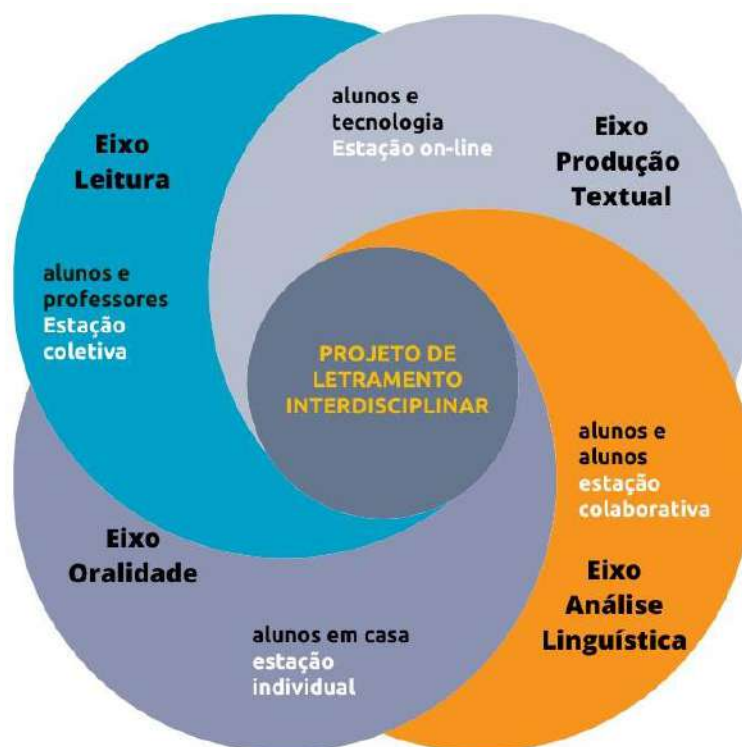 Eixo
Leitura
alunos e
professores
Estação
coletiva
alunos e
tecnologia
Estação on-line
Eixo
Produção
Textual
PROJETO DE
LETRAMENTO
INTERDISCIPLINAR
alunos e
alunos
estação
colaborativa
Eixo
Análise
Linguística
Eixo
Oralidade
alunos em casa
estação
individual